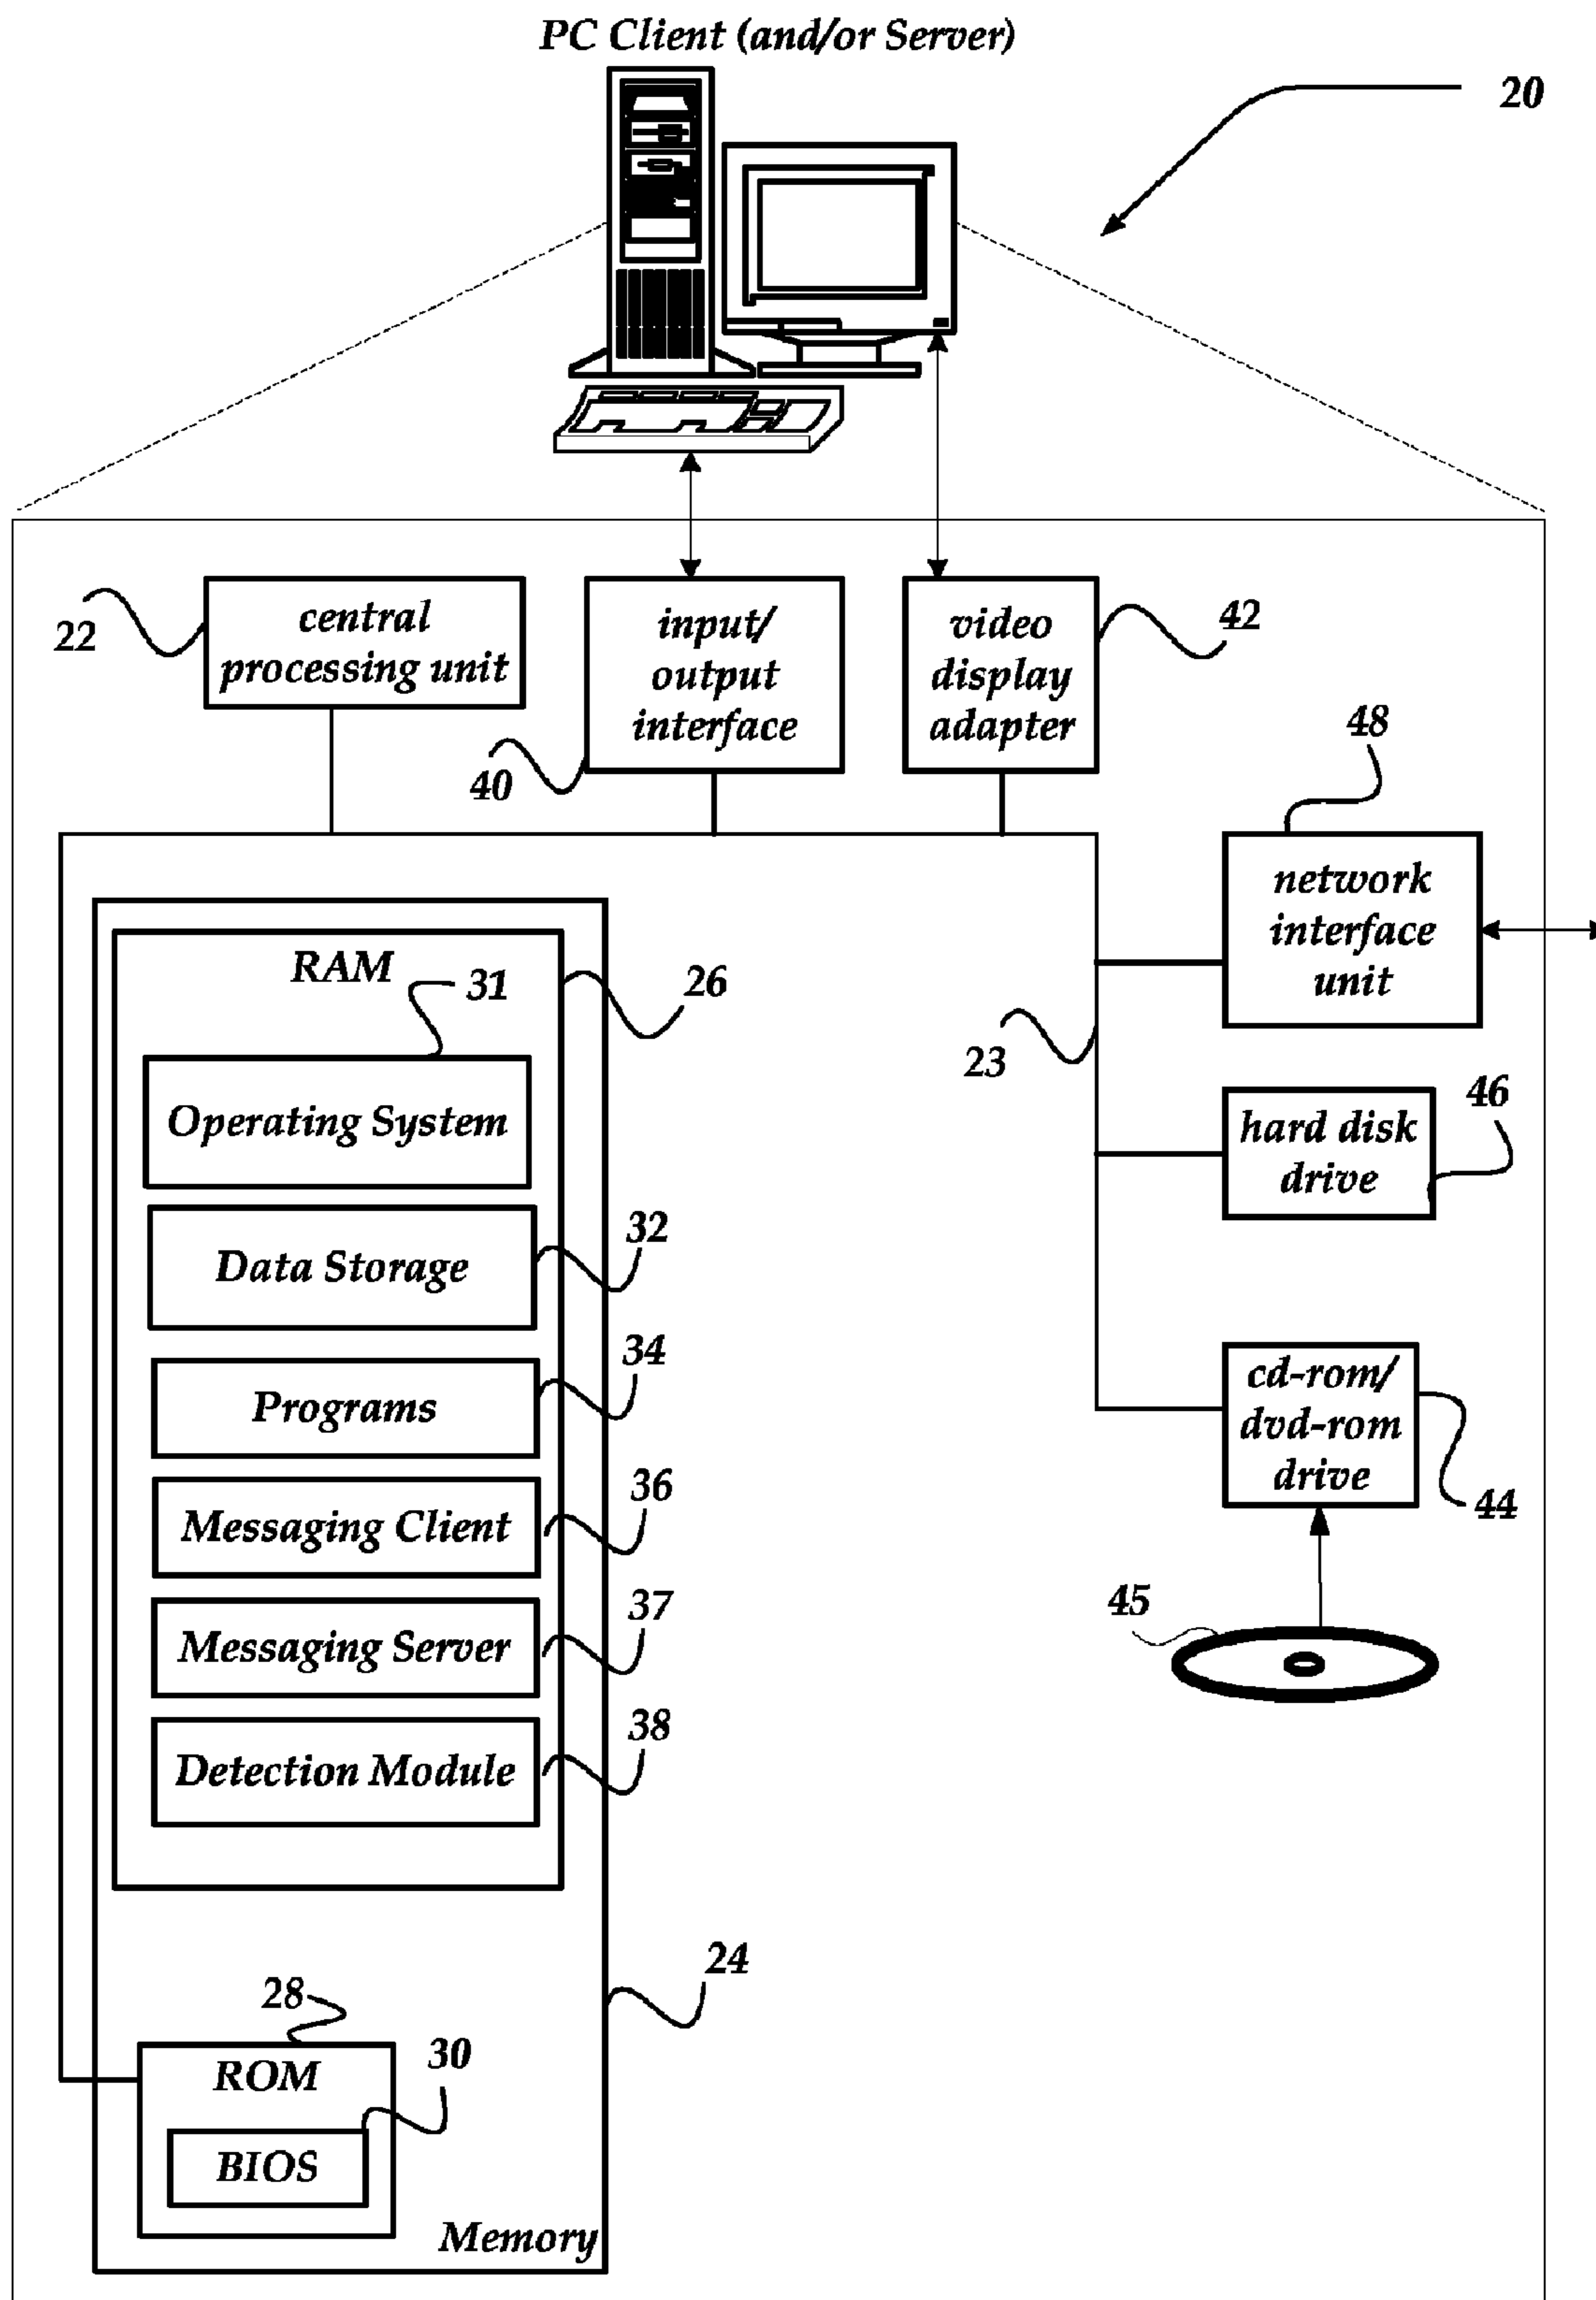 PC Client (and/or Server)
20
22
central
processing unit
input/
output
interface
40
video
display
adapter
42
48
network
interface
unit
RAM
31
26
23
Operating System
46
hard disk
drive
Data Storage
32
Programs
34
cd-rom/
dvd-rom
drive
44
Messaging Client
36
45
Messaging Server
37
Detection Module
38
24
28
ROM
30
BIOS
Memory